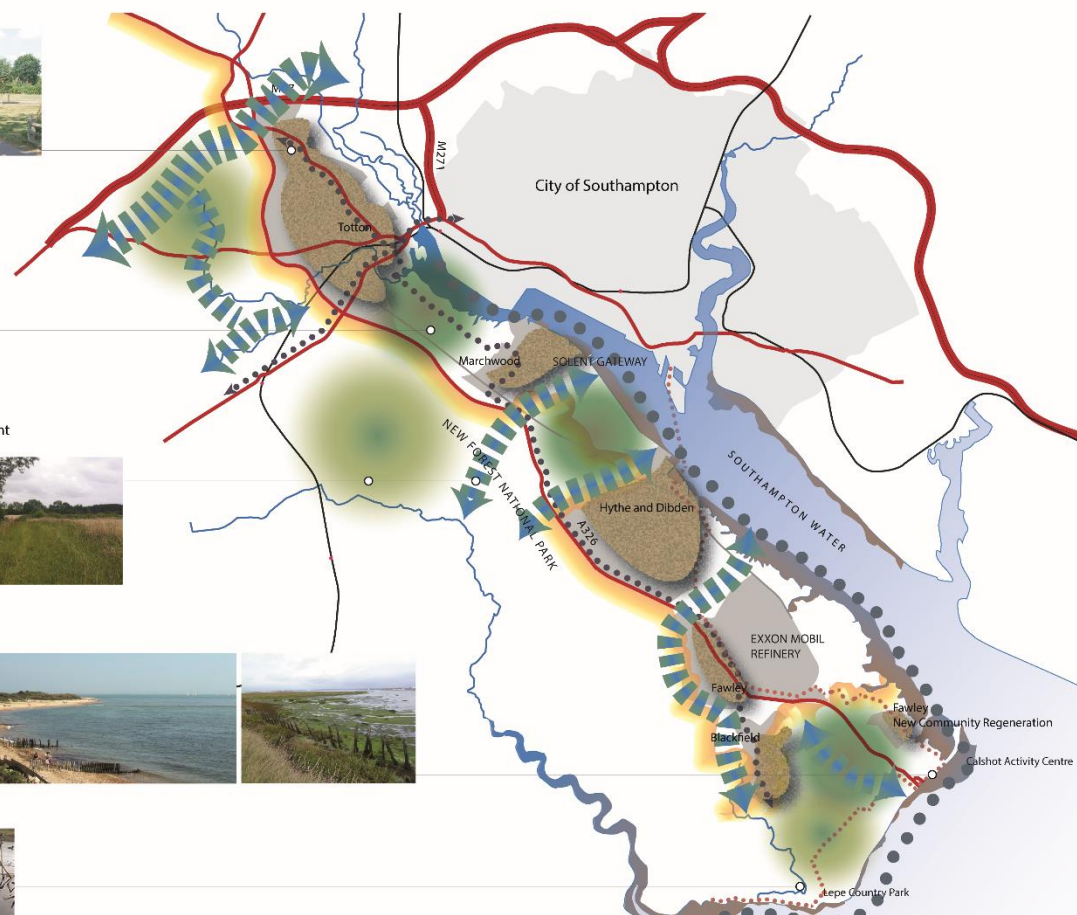 M27
M271
City of Southampton
Totton
Marchwood
SOLENT GATEWAY
nt
NEW FOREST NATIONAL PARK
SOUTHAMPTON WATER
Hythe and Dibden
A326
EXXON MOBIL
REFINERY
Fawley
Fawley
New Community Regeneration
Blackfield
Calshot Activity Centre
Lepe Country Park